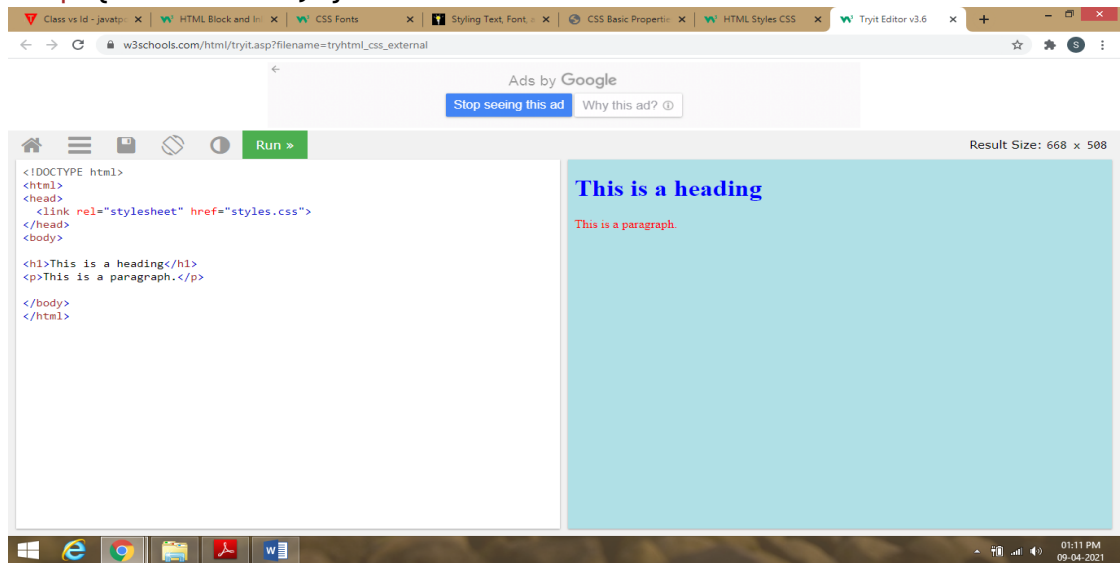 Class vs Id - javatpo HTML Block and Inl CSS Fonts Styling Text, Font, a CSS Basic Propertie HTML Styles CSS Tryit Editor v3.6
w3schools.com/html/tryit.asp?filename=tryhtml_css_external S
Ads by Google
Stop seeing this ad Why this ad?
Run » Result Size: 668 x 508
<!DOCTYPE html>
<html>
<head>
<link rel="stylesheet" href="styles.css">
</head>
<body>
<h1>This is a heading</h1>
<p>This is a paragraph.</p>
</body>
</html>
This is a heading
This is a paragraph.
01:11 PM
09-04-2021